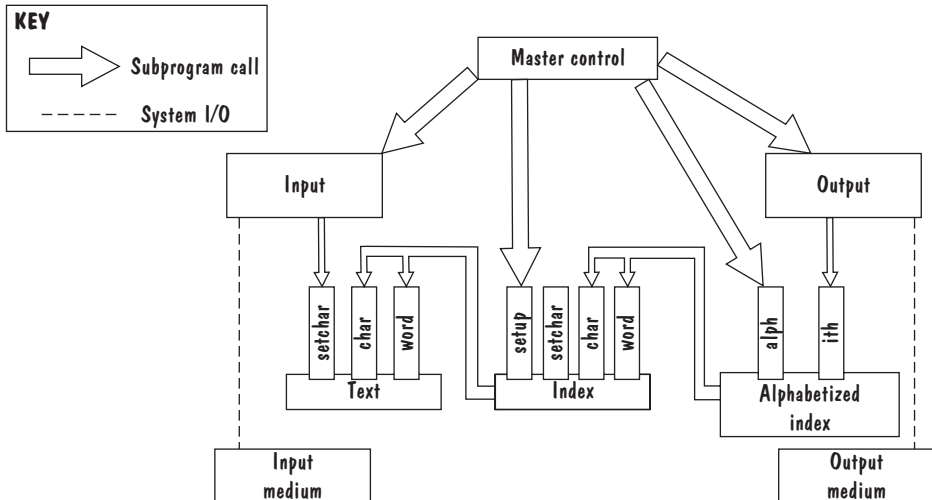 KEY
Subprogram call
System I/O
Master control
Input
Output
setchar
char
word
setup
setchar
char
word
alph
ith
Text
Index
Alphabetized
index
Input
medium
Output
medium